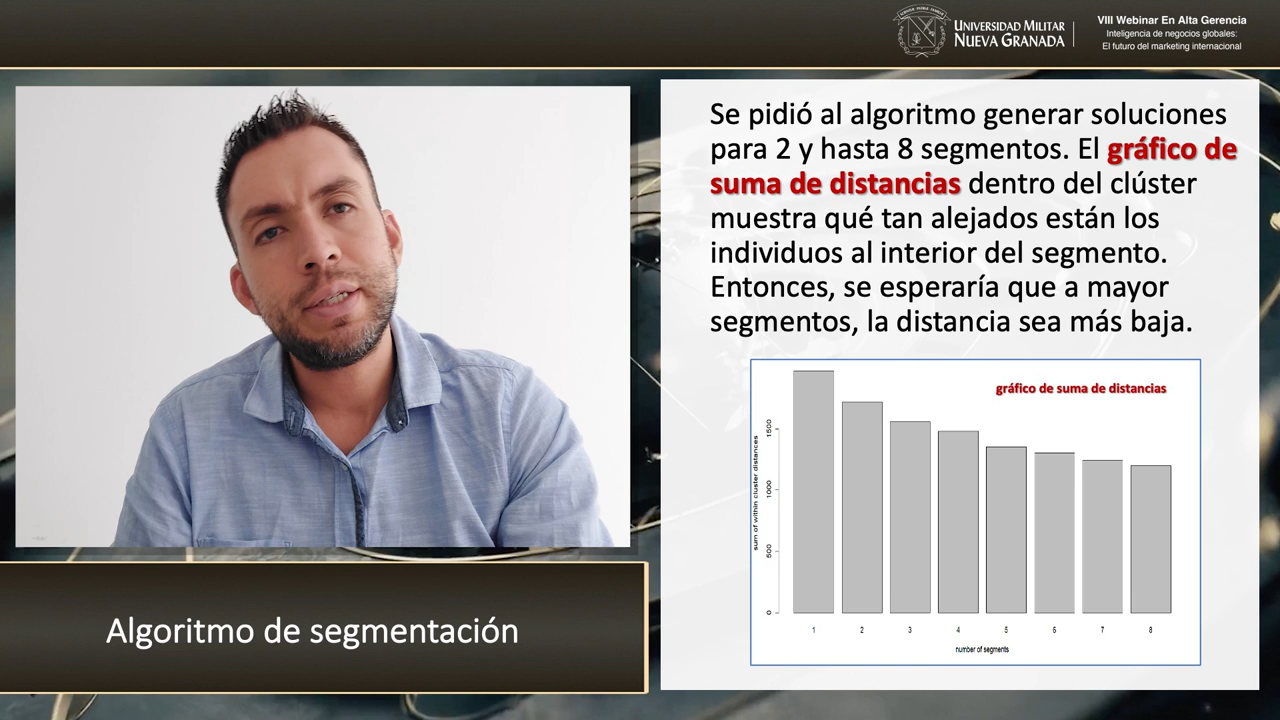 UNIVERSIDAD MILITAR
NUEVA GRANADA
VIII Webinar En Alta Gerencia
Inteligencia de negocios globales:
El futuro del marketing internacional
Se pidió al algoritmo generar soluciones
para 2 y hasta 8 segmentos. El gráfico de
suma de distancias dentro del clúster
muestra qué tan alejados están los
individuos al interior del segmento.
Entonces, se esperaría que a mayor
segmentos, la distancia sea más baja.
gráfico de suma de distancias
sum of within cluster distances
1500
1000
500
0
1 2 3 4 5 6 7 8
number of segments
Algoritmo de segmentación